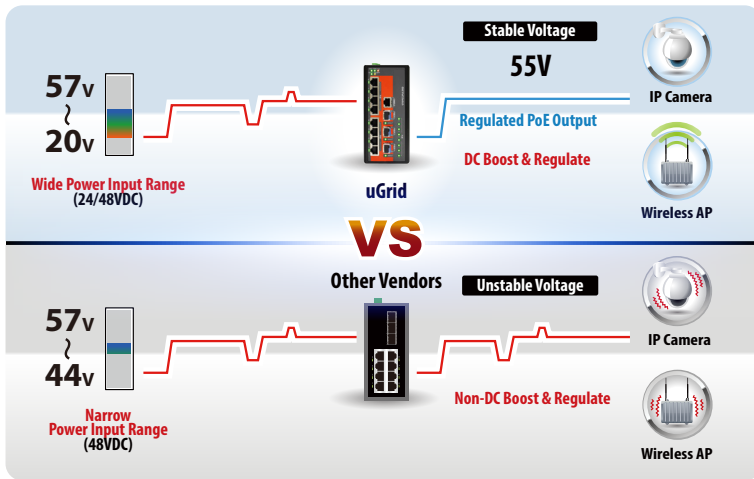 Stable Voltage
55V
57v
~
20v
IP Camera
Regulated PoE Output
DC Boost & Regulate
Wide Power Input Range
(24/48VDC)
uGrid
Wireless AP
VS
Other Vendors
Unstable Voltage
57v
~
44v
IP Camera
Non-DC Boost & Regulate
Narrow
Power Input Range
(48VDC)
Wireless AP